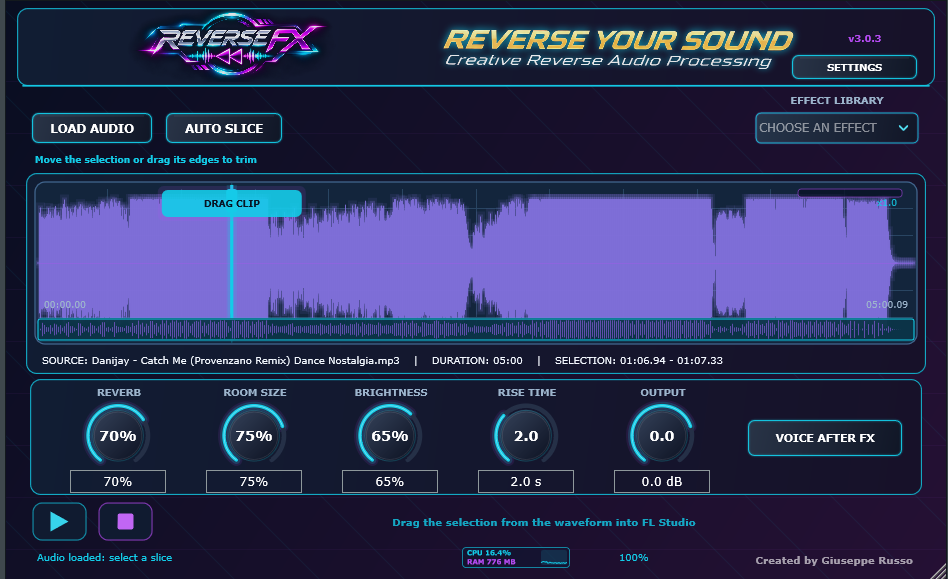 REVERSEFX
REVERSE YOUR SOUND
Creative Reverse Audio Processing
v3.0.3
SETTINGS
EFFECT LIBRARY
LOAD AUDIO
AUTO SLICE
CHOOSE AN EFFECT
Move the selection or drag its edges to trim
DRAG CLIP
x1.0
00:00.00
05:00.09
SOURCE: Danijay - Catch Me (Provenzano Remix) Dance Nostalgia.mp3 | DURATION: 05:00 | SELECTION: 01:06.94 - 01:07.33
REVERB
ROOM SIZE
BRIGHTNESS
RISE TIME
OUTPUT
70%
75%
65%
2.0
0.0
VOICE AFTER FX
70%
75%
65%
2.0 s
0.0 dB
Drag the selection from the waveform into FL Studio
Audio loaded: select a slice
CPU 16.4%
RAM 776 MB
100%
Created by Giuseppe Russo